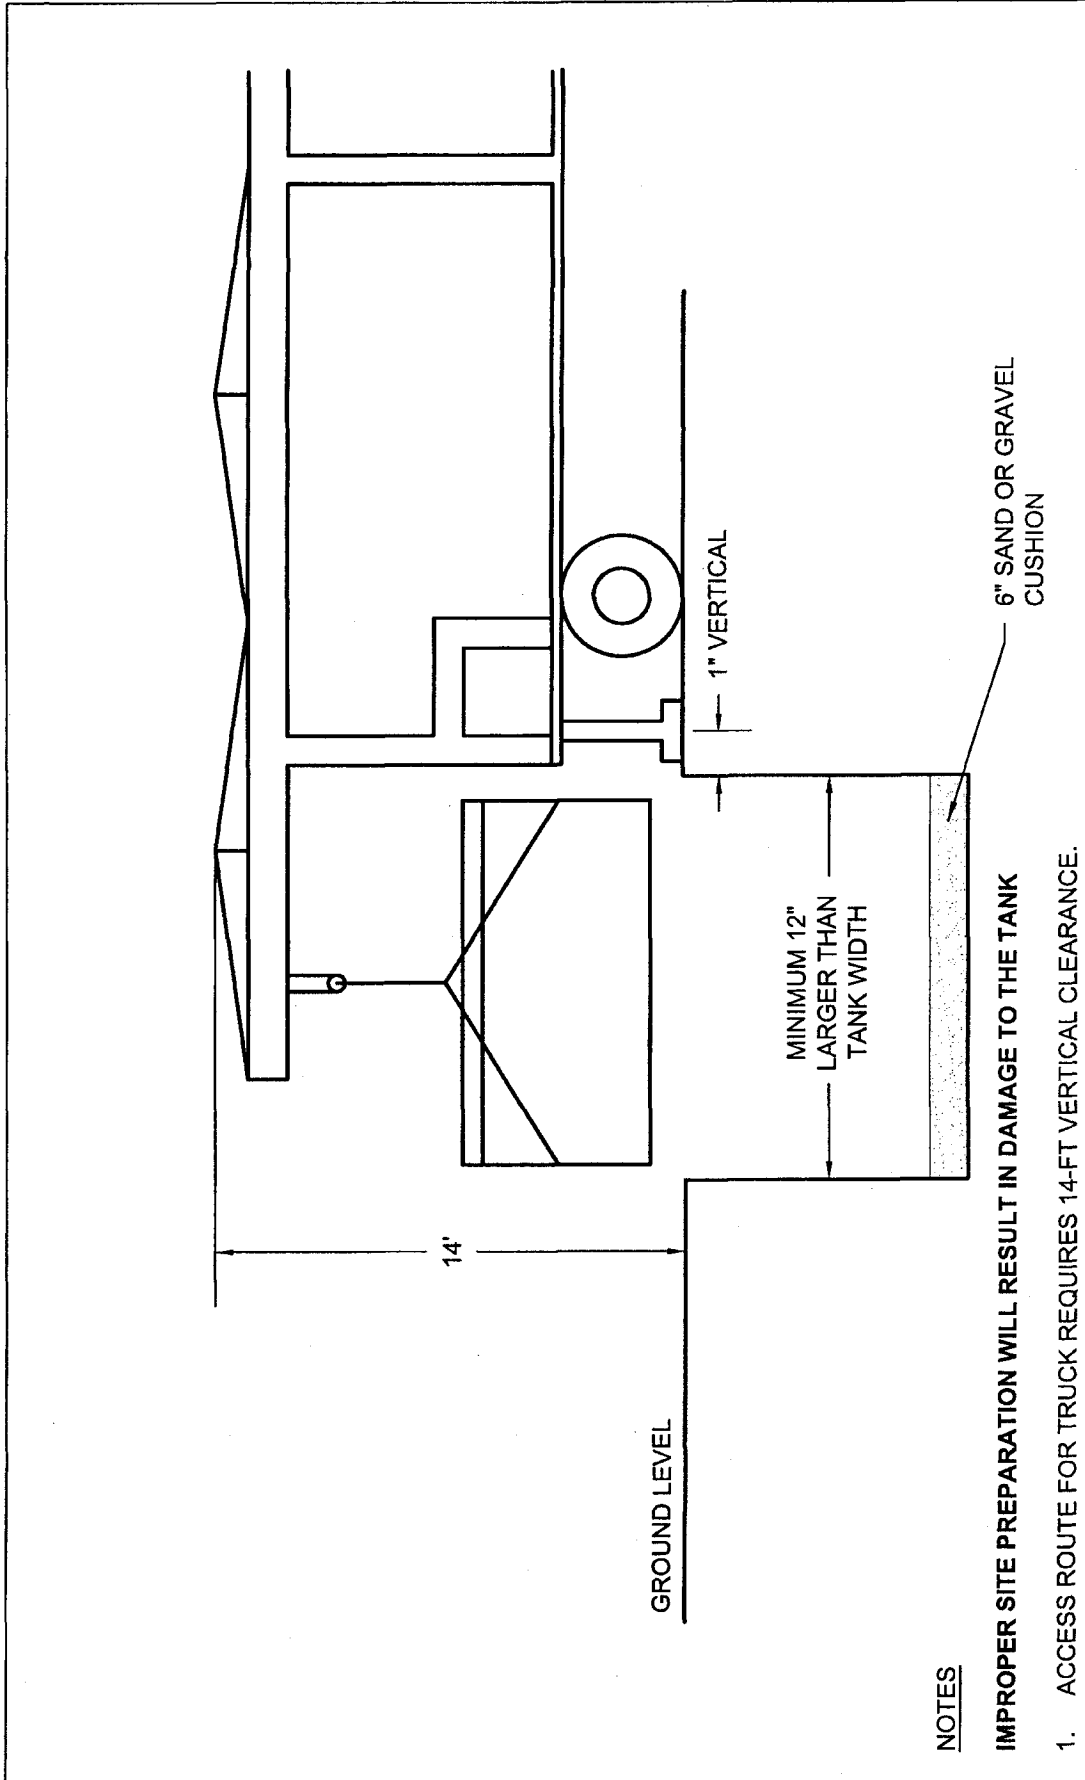 14'
1" VERTICAL
MINIMUM 12"
LARGER THAN
TANK WIDTH
GROUND LEVEL
6" SAND OR GRAVEL
CUSHION
NOTES
IMPROPER SITE PREPARATION WILL RESULT IN DAMAGE TO THE TANK
1. ACCESS ROUTE FOR TRUCK REQUIRES 14-FT VERTICAL CLEARANCE.